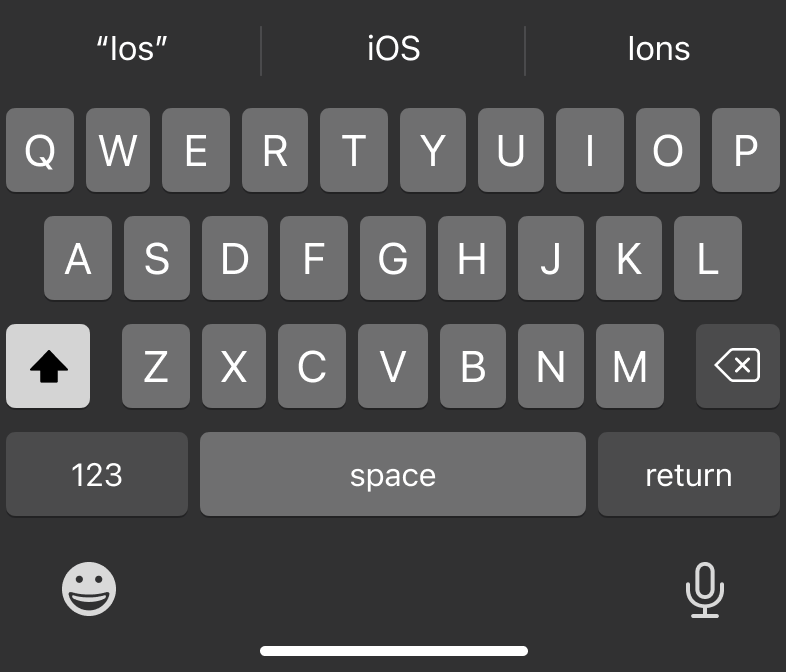 “Ios” iOS Ions
Q W E R T Y U I O P
A S D F G H J K L
Z X C V B N M
123 space return